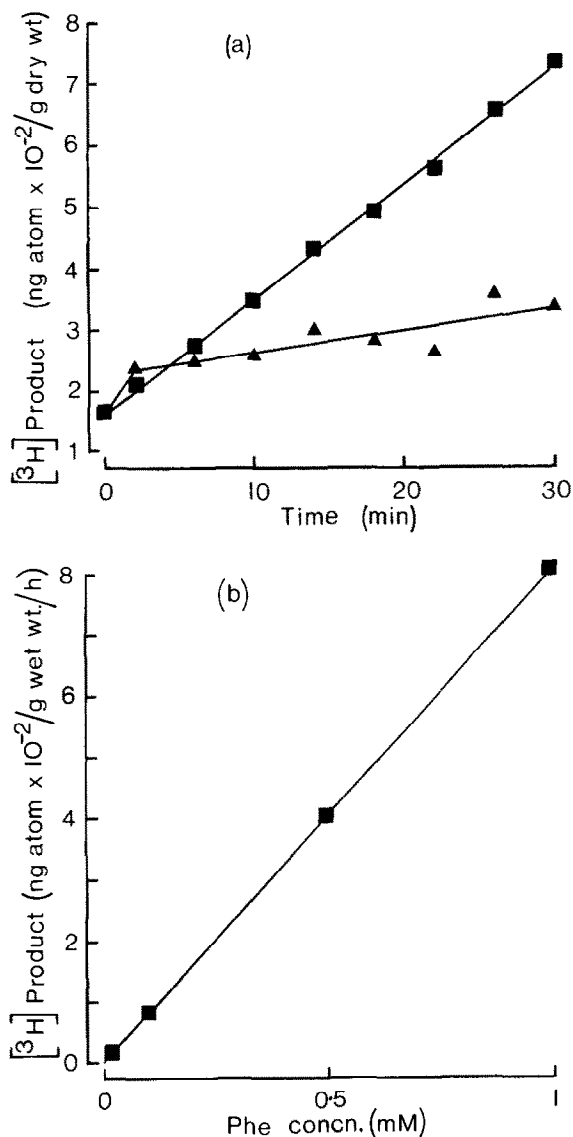 (a)
[³H] Product (ng atom x 10⁻²/g dry wt)
8
7
6
5
4
3
2
1
0 10 20 30
Time (min)
(b)
[³H] Product (ng atom x 10⁻²/g wet wt./h)
8
6
4
2
0
0 0·5 1
Phe concn. (mM)